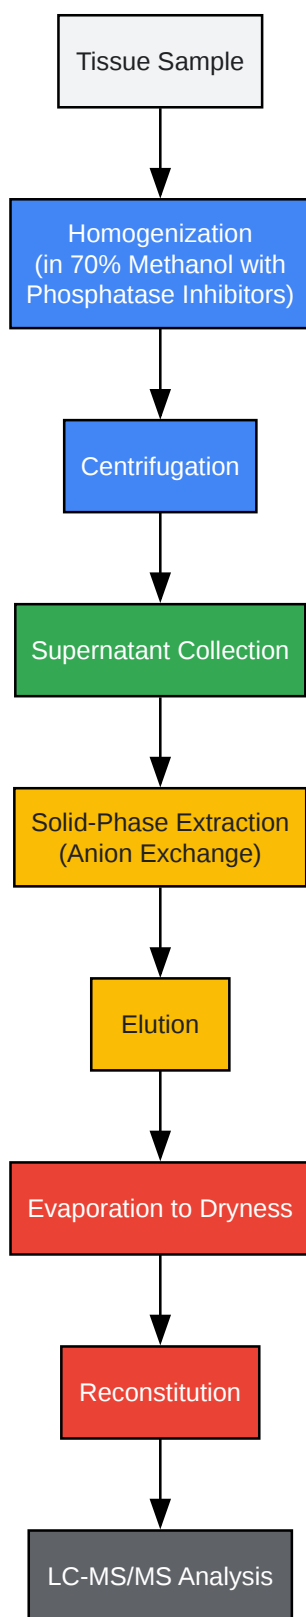 Tissue Sample
Homogenization
(in 70% Methanol with
Phosphatase Inhibitors)
Centrifugation
Supernatant Collection
Solid-Phase Extraction
(Anion Exchange)
Elution
Evaporation to Dryness
Reconstitution
LC-MS/MS Analysis